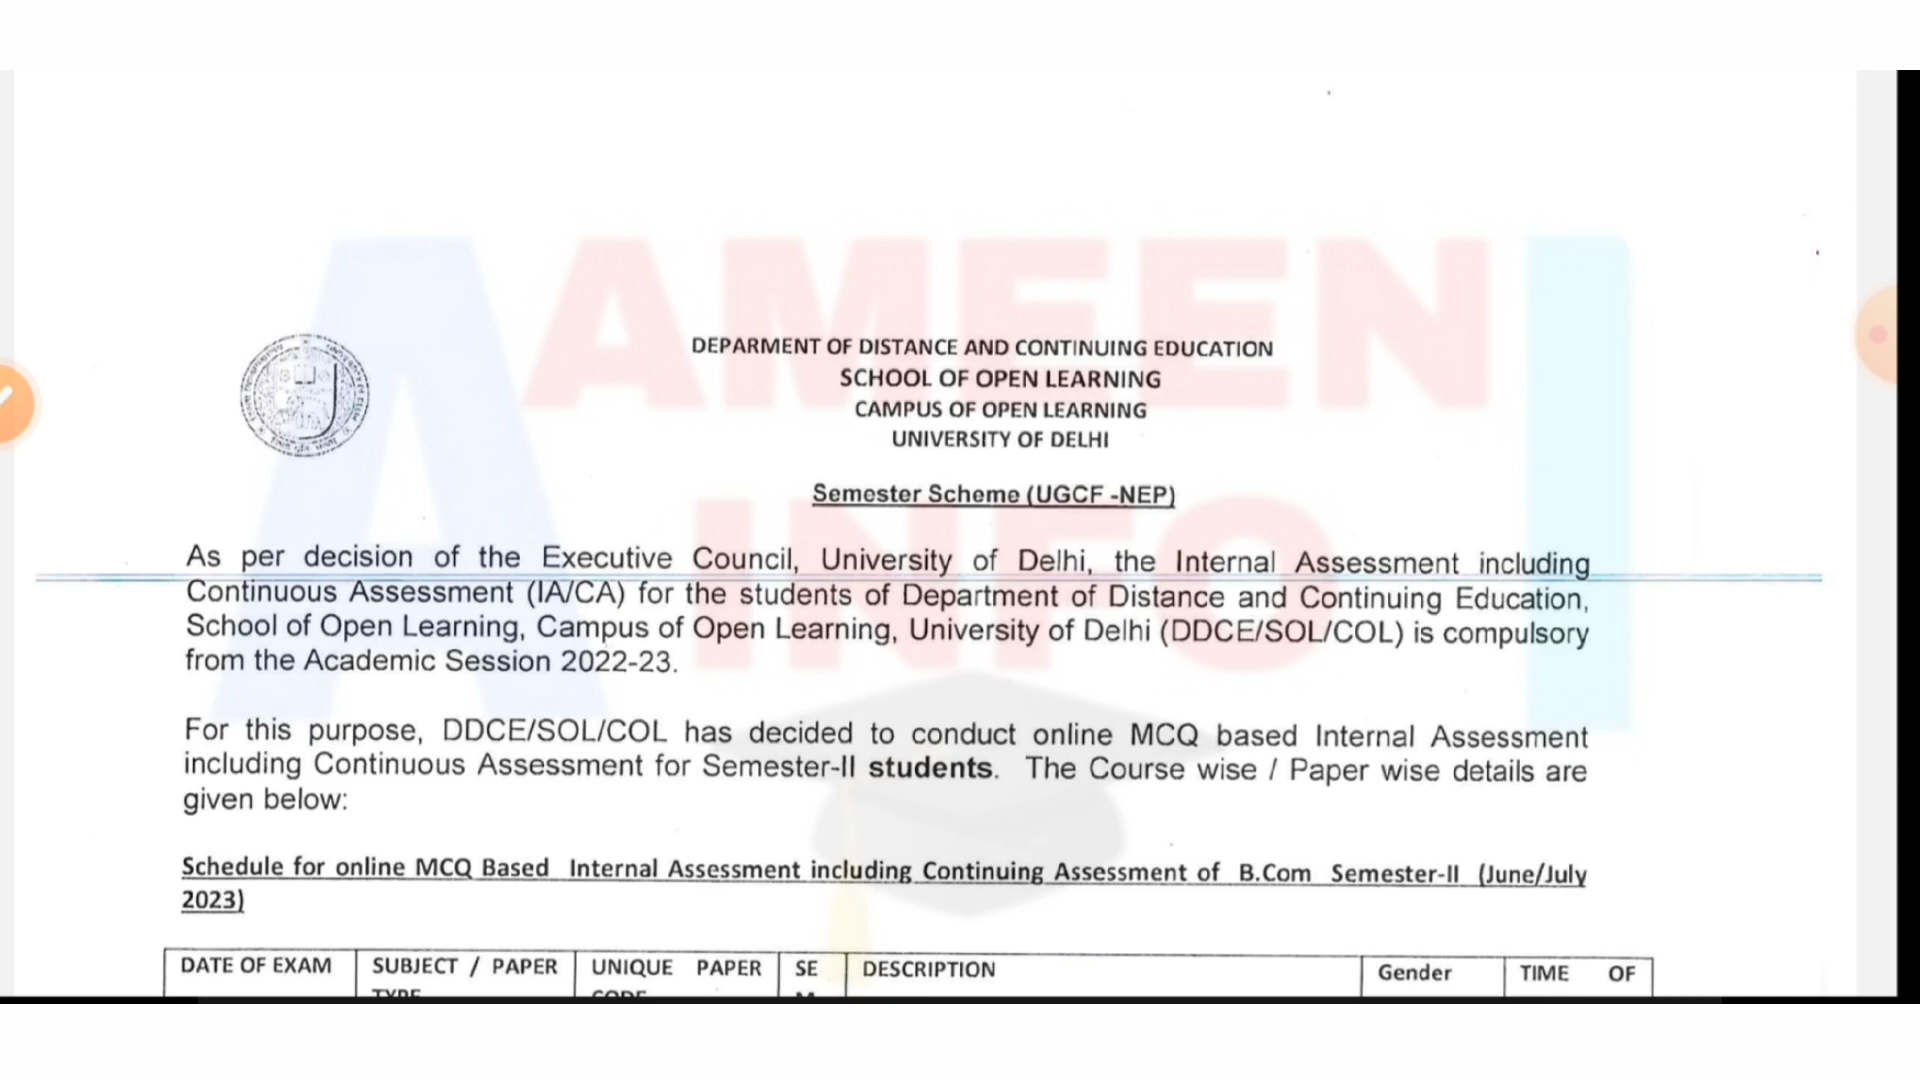 AMEEN
INFO
DEPARMENT OF DISTANCE AND CONTINUING EDUCATION
SCHOOL OF OPEN LEARNING
CAMPUS OF OPEN LEARNING
UNIVERSITY OF DELHI
Semester Scheme (UGCF -NEP)
As per decision of the Executive Council, University of Delhi, the Internal Assessment including
Continuous Assessment (IA/CA) for the students of Department of Distance and Continuing Education,
School of Open Learning, Campus of Open Learning, University of Delhi (DDCE/SOL/COL) is compulsory
from the Academic Session 2022-23.
For this purpose, DDCE/SOL/COL has decided to conduct online MCQ based Internal Assessment
including Continuous Assessment for Semester-II students. The Course wise / Paper wise details are
given below:
Schedule for online MCQ Based Internal Assessment including Continuing Assessment of B.Com Semester-II (June/July
2023)
DATE OF EXAM SUBJECT / PAPER UNIQUE PAPER SE DESCRIPTION Gender TIME OF
TYPE CODE M